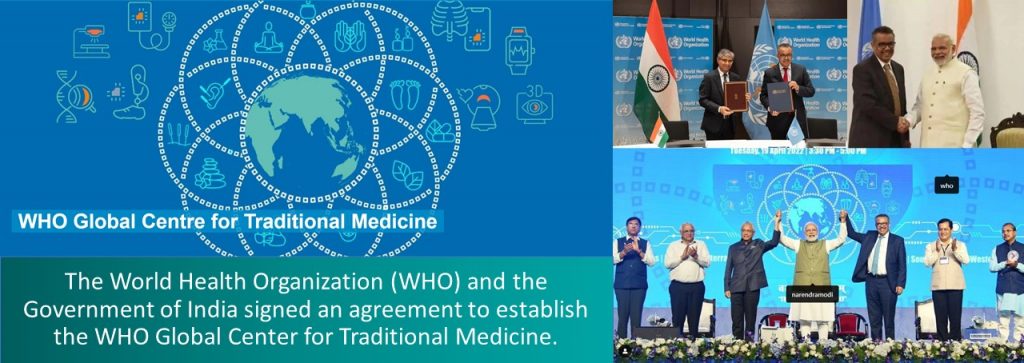 WHO Global Centre for Traditional Medicine
The World Health Organization (WHO) and the
Government of India signed an agreement to establish
the WHO Global Center for Traditional Medicine.
3D
World Health
Organization
World Health
Organization
Tuesday, 19 April 2022 | 3:30 PM - 5:00 PM
who
narendramodi